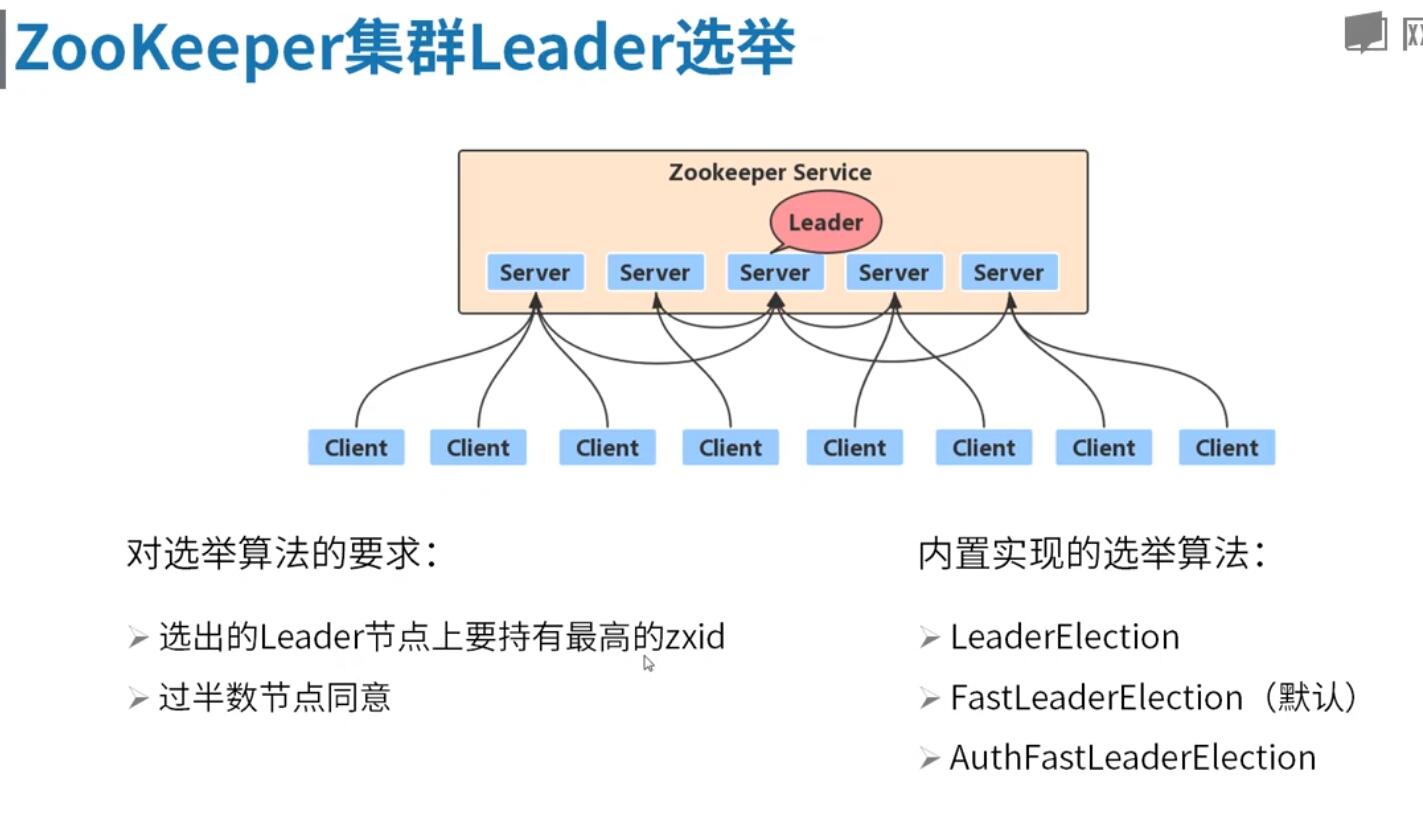 ZooKeeper集群Leader选举
Zookeeper Service
Leader
Server Server Server Server Server
Client Client Client Client Client Client Client Client
对选举算法的要求：
选出的Leader节点上要持有最高的zxid
过半数节点同意
内置实现的选举算法：
LeaderElection
FastLeaderElection（默认）
AuthFastLeaderElection